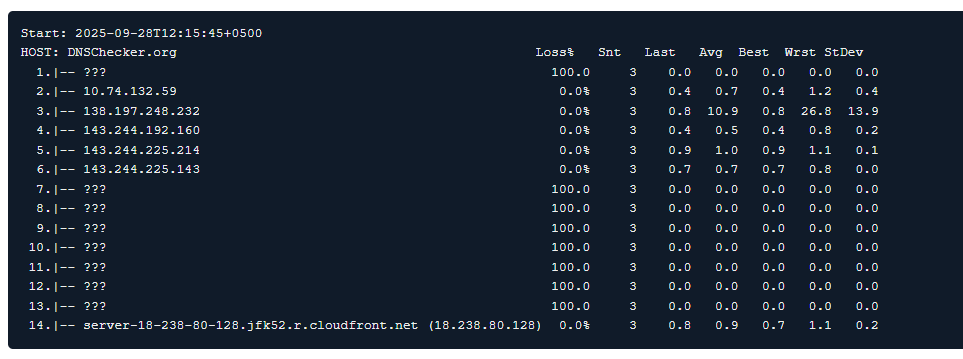 Start: 2025-09-28T12:15:45+0500
HOST: DNSChecker.org Loss% Snt Last Avg Best Wrst StDev
1.|-- ??? 100.0 3 0.0 0.0 0.0 0.0 0.0
2.|-- 10.74.132.59 0.0% 3 0.4 0.7 0.4 1.2 0.4
3.|-- 138.197.248.232 0.0% 3 0.8 10.9 0.8 26.8 13.9
4.|-- 143.244.192.160 0.0% 3 0.4 0.5 0.4 0.8 0.2
5.|-- 143.244.225.214 0.0% 3 0.9 1.0 0.9 1.1 0.1
6.|-- 143.244.225.143 0.0% 3 0.7 0.7 0.7 0.8 0.0
7.|-- ??? 100.0 3 0.0 0.0 0.0 0.0 0.0
8.|-- ??? 100.0 3 0.0 0.0 0.0 0.0 0.0
9.|-- ??? 100.0 3 0.0 0.0 0.0 0.0 0.0
10.|-- ??? 100.0 3 0.0 0.0 0.0 0.0 0.0
11.|-- ??? 100.0 3 0.0 0.0 0.0 0.0 0.0
12.|-- ??? 100.0 3 0.0 0.0 0.0 0.0 0.0
13.|-- ??? 100.0 3 0.0 0.0 0.0 0.0 0.0
14.|-- server-18-238-80-128.jfk52.r.cloudfront.net (18.238.80.128) 0.0% 3 0.8 0.9 0.7 1.1 0.2